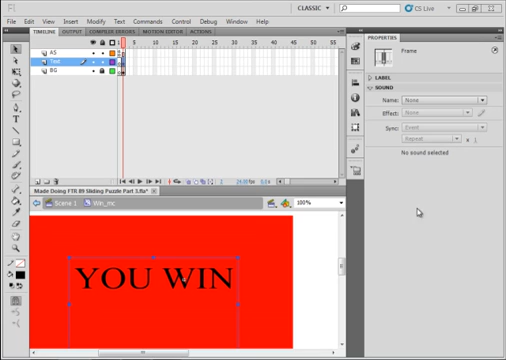 Fl
CLASSIC
CS Live
File Edit View Insert Modify Text Commands Control Debug Window Help
TIMELINE OUTPUT COMPILER ERRORS MOTION EDITOR ACTIONS
1 5 10 15 20 25 30 35 40 45 50 55
AS
Text
BG
Made Doing FTR 89 Sliding Puzzle Part 3.fla*
Scene 1 Win_mc 100%
YOU WIN
PROPERTIES
Frame
LABEL
SOUND
Name: None
Effect: None
Sync: Event
Repeat x 1
No sound selected